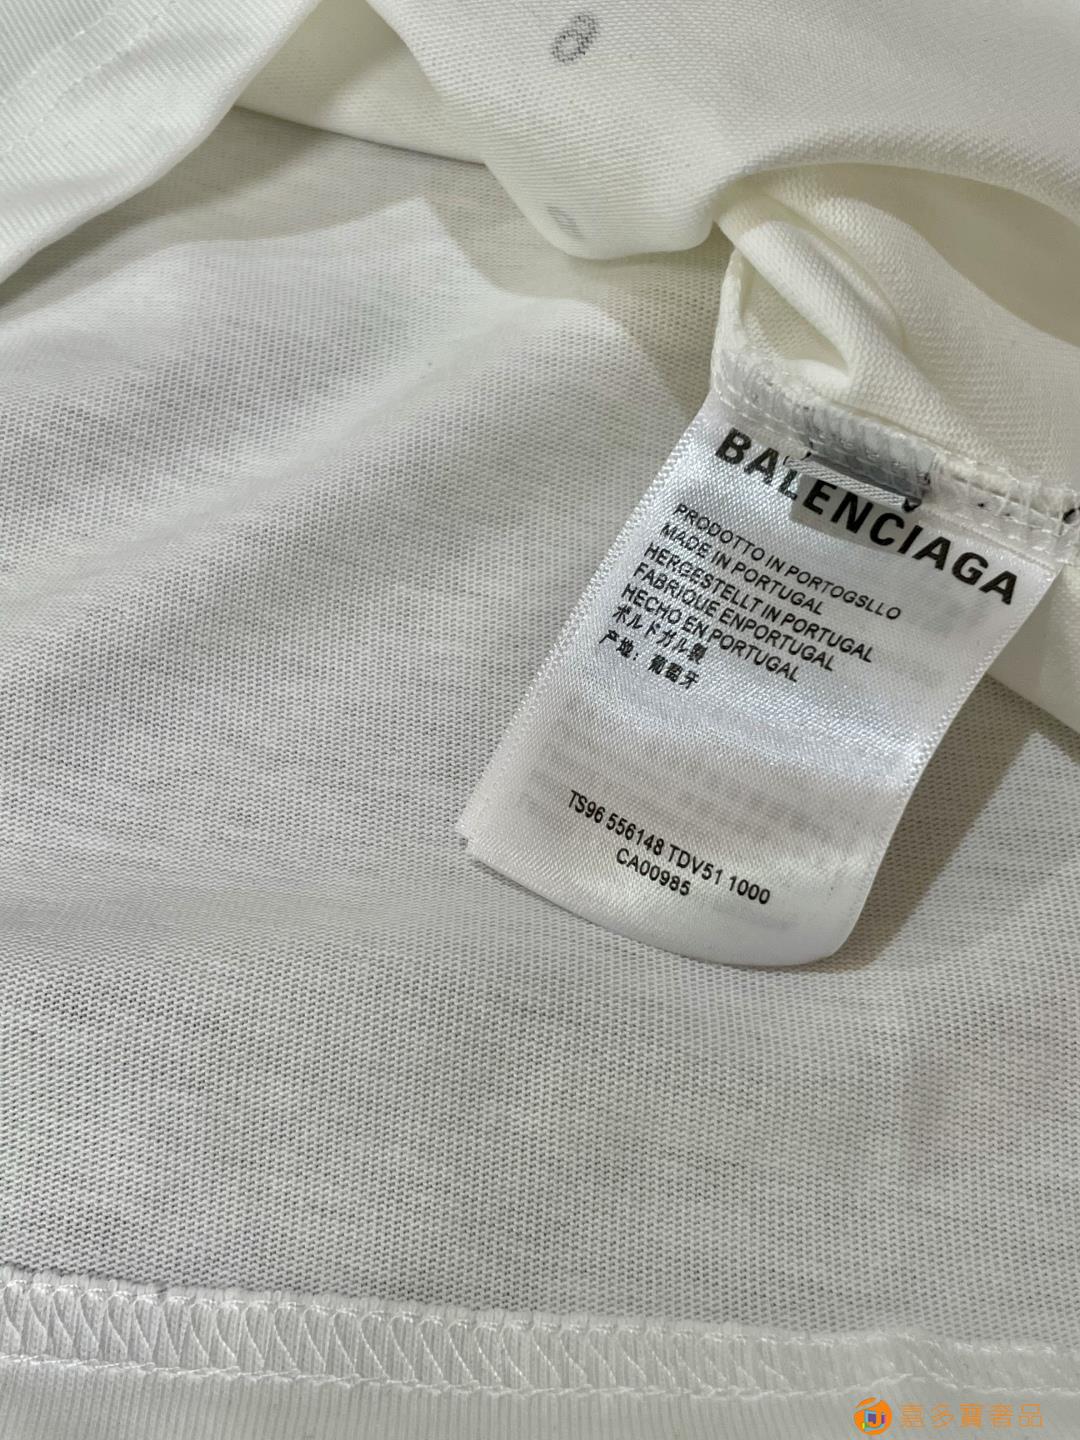 BALENCIAGA
PRODOTTO IN PORTOGSLLO
MADE IN PORTUGAL
HERGESTELLT IN PORTUGAL
FABRIQUE ENPORTUGAL
HECHO EN PORTUGAL
ポルトガル製
产地：葡萄牙
TS96 556148 TDV51 1000
CA00985
嘉多寶奢品